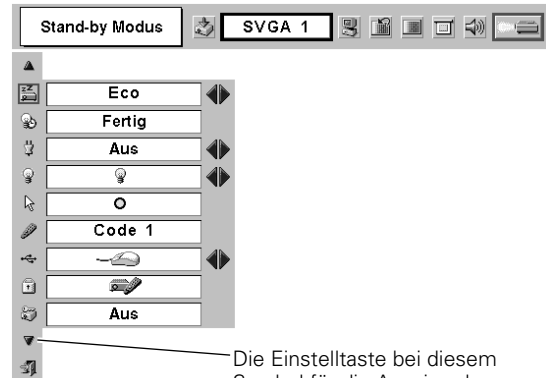 Stand-by Modus
SVGA 1
Eco
Fertig
Aus
Code 1
Aus
Die Einstelltaste bei diesem